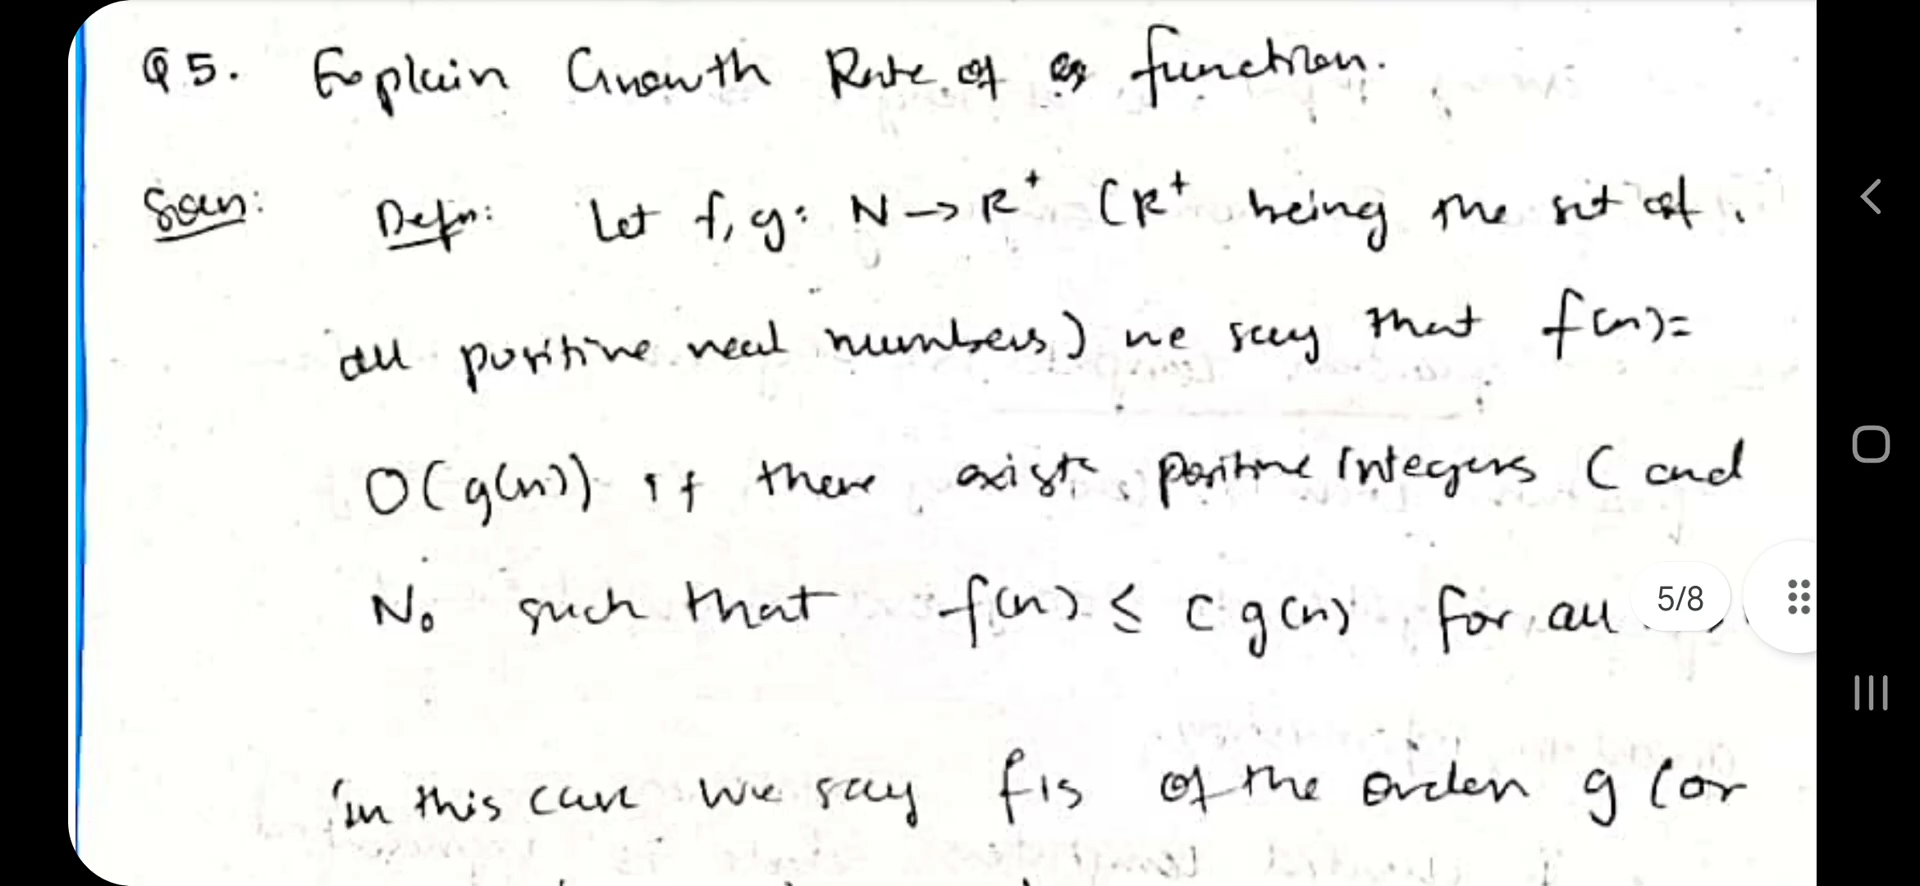 Q5. Explain Growth Rate of a function.
Soln: Defn: Let f, g: N → R⁺ (R⁺ being the set of
all positive real numbers) we say that f(n)=
O(g(n)) if there exists positive integers C and
N₀ such that f(n) ≤ C g(n) for all
5/8
in this case we say f is of the order g (or